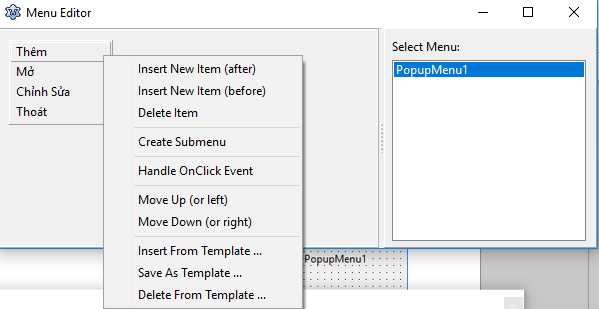 Menu Editor
Thêm
Mở
Chỉnh Sửa
Thoát
Insert New Item (after)
Insert New Item (before)
Delete Item
Create Submenu
Handle OnClick Event
Move Up (or left)
Move Down (or right)
Insert From Template ...
Save As Template ...
Delete From Template ...
Select Menu:
PopupMenu1
PopupMenu1